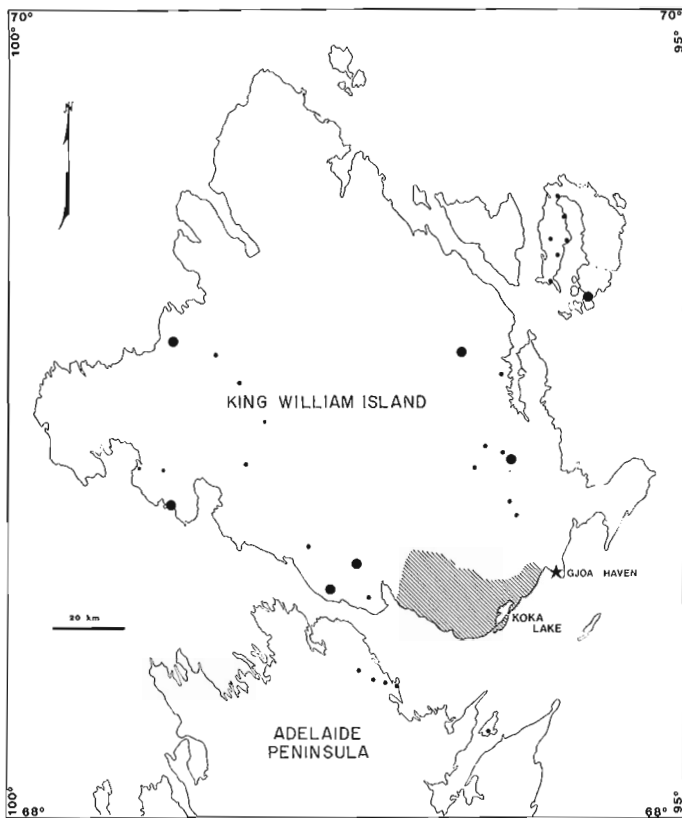 70°
70°
100°
95°
N
KING WILLIAM ISLAND
GJOA HAVEN
KOKA
LAKE
20 km
ADELAIDE
PENINSULA
100°
95°
68°
68°